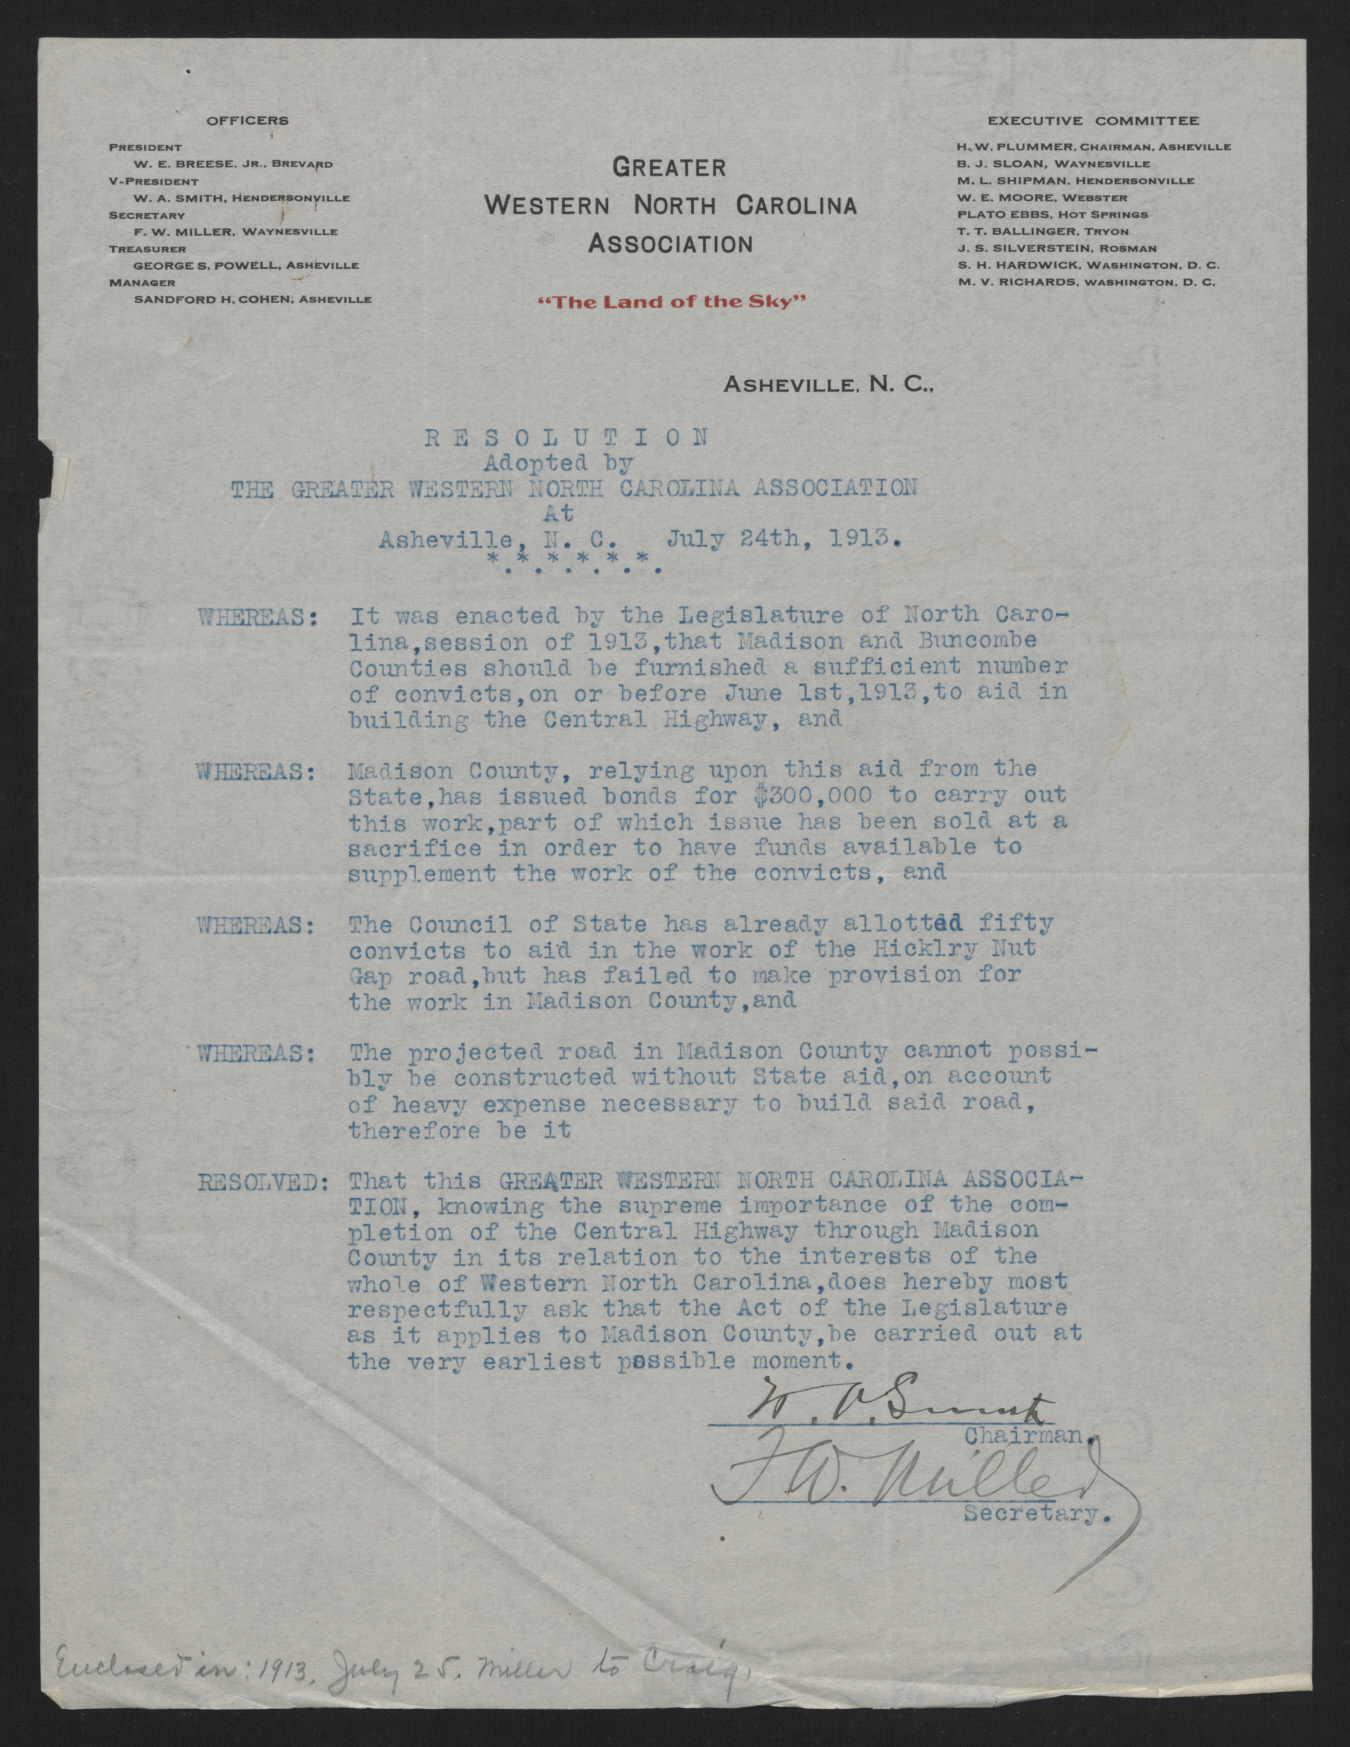 OFFICERS
PRESIDENT
W. E. BREESE, JR., BREVARD
V-PRESIDENT
W. A. SMITH, HENDERSONVILLE
SECRETARY
F. W. MILLER, WAYNESVILLE
TREASURER
GEORGE S. POWELL, ASHEVILLE
MANAGER
SANDFORD H. COHEN, ASHEVILLE
GREATER
WESTERN NORTH CAROLINA
ASSOCIATION
"The Land of the Sky"
EXECUTIVE COMMITTEE
H. W. PLUMMER, CHAIRMAN, ASHEVILLE
B. J. SLOAN, WAYNESVILLE
M. L. SHIPMAN, HENDERSONVILLE
W. E. MOORE, WEBSTER
PLATO EBBS, HOT SPRINGS
T. T. BALLINGER, TRYON
J. S. SILVERSTEIN, ROSMAN
S. H. HARDWICK, WASHINGTON, D. C.
M. V. RICHARDS, WASHINGTON, D. C.
ASHEVILLE, N. C.,
R E S O L U T I O N
Adopted by
THE GREATER WESTERN NORTH CAROLINA ASSOCIATION
At
Asheville, N. C. July 24th, 1913.
*.*.*.*.*.*.
WHEREAS: It was enacted by the Legislature of North Caro-
lina,session of 1913,that Madison and Buncombe
Counties should be furnished a sufficient number
of convicts,on or before June 1st,1913,to aid in
building the Central Highway, and
WHEREAS: Madison County, relying upon this aid from the
State,has issued bonds for $300,000 to carry out
this work,part of which issue has been sold at a
sacrifice in order to have funds available to
supplement the work of the convicts, and
WHEREAS: The Council of State has already allotted fifty
convicts to aid in the work of the Hicklry Nut
Gap road,but has failed to make provision for
the work in Madison County,and
WHEREAS: The projected road in Madison County cannot possi-
bly be constructed without State aid,on account
of heavy expense necessary to build said road,
therefore be it
RESOLVED: That this GREATER WESTERN NORTH CAROLINA ASSOCIA-
TION, knowing the supreme importance of the com-
pletion of the Central Highway through Madison
County in its relation to the interests of the
whole of Western North Carolina,does hereby most
respectfully ask that the Act of the Legislature
as it applies to Madison County,be carried out at
the very earliest possible moment.
W. A. Smith
Chairman.
F. W. Miller
Secretary.
Enclosed in: 1913, July 25. Miller to Craig.